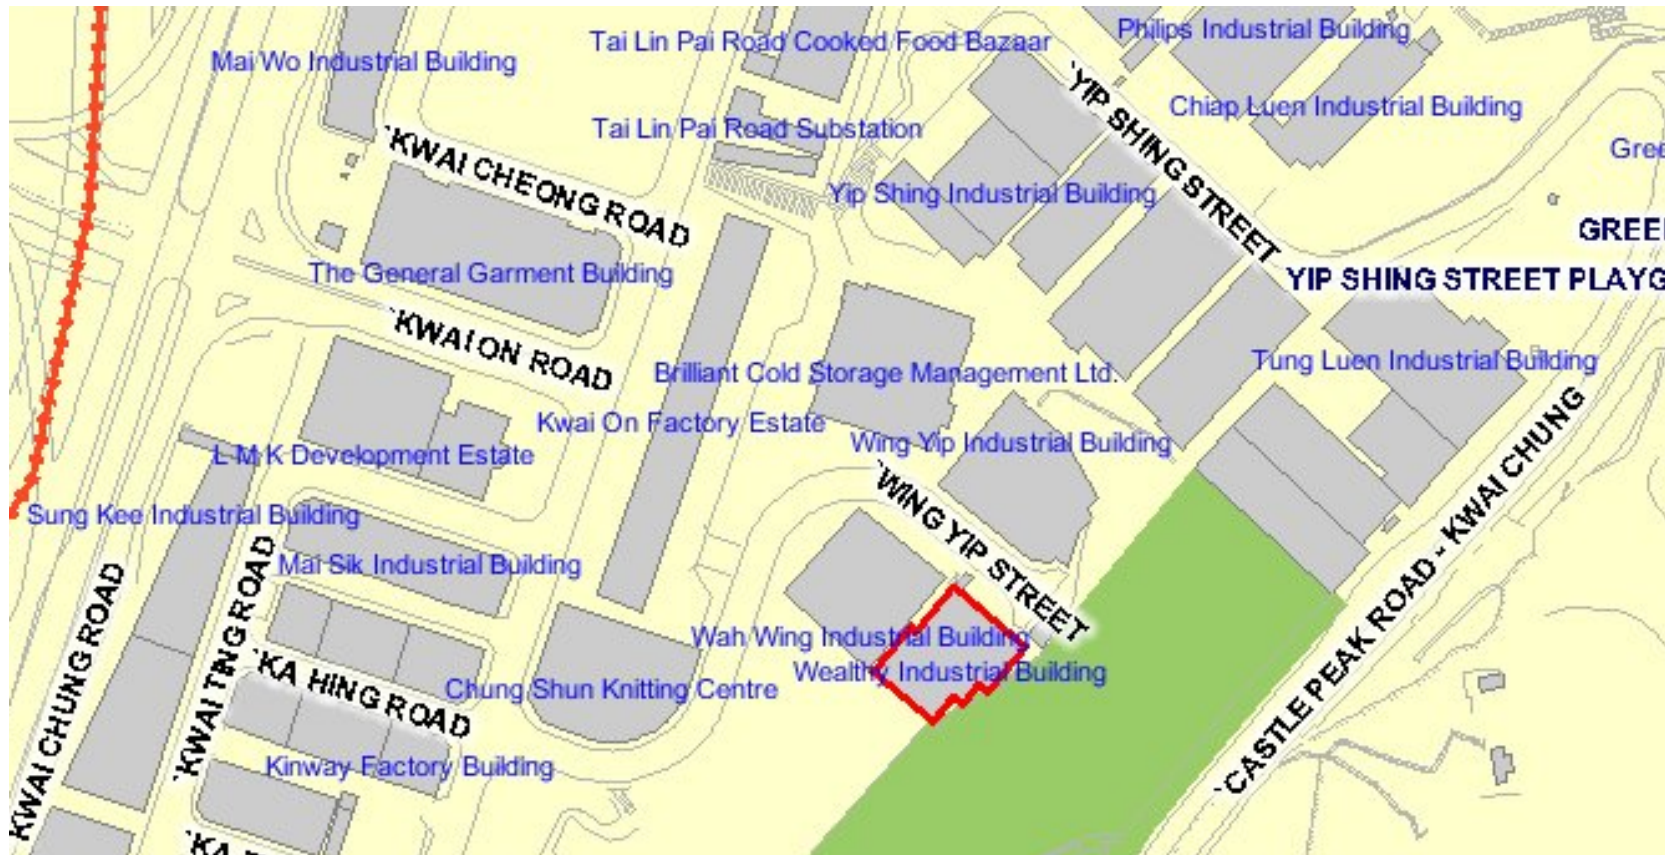 Philips Industrial Building
Tai Lin Pai Road Cooked Food Bazaar
Mai Wo Industrial Building
YIP SHING STREET
Chiap Luen Industrial Building
Tai Lin Pai Road Substation
KWAI CHEONG ROAD
Yip Shing Industrial Building
The General Garment Building
YIP SHING STREET PLAYG
KWAI ON ROAD
Tung Luen Industrial Building
Brilliant Cold Storage Management Ltd.
Kwai On Factory Estate
Wing Yip Industrial Building
L M K Development Estate
CASTLE PEAK ROAD - KWAI CHUNG
WING YIP STREET
Sung Kee Industrial Building
Mai Sik Industrial Building
KWAI CHUNG ROAD
KWAI TING ROAD
Wah Wing Industrial Building
Wealthy Industrial Building
KA HING ROAD
Chung Shun Knitting Centre
Kinway Factory Building